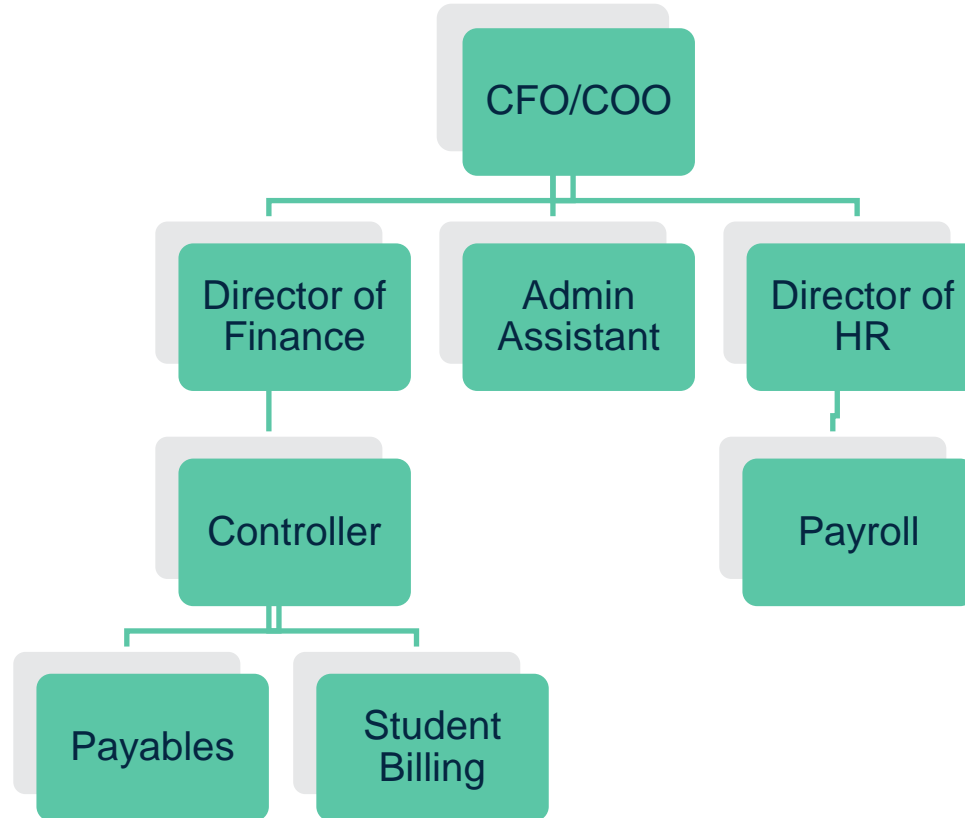 CFO/COO
Director of
Finance
Admin
Assistant
Director of
HR
Controller
Payroll
Payables
Student
Billing